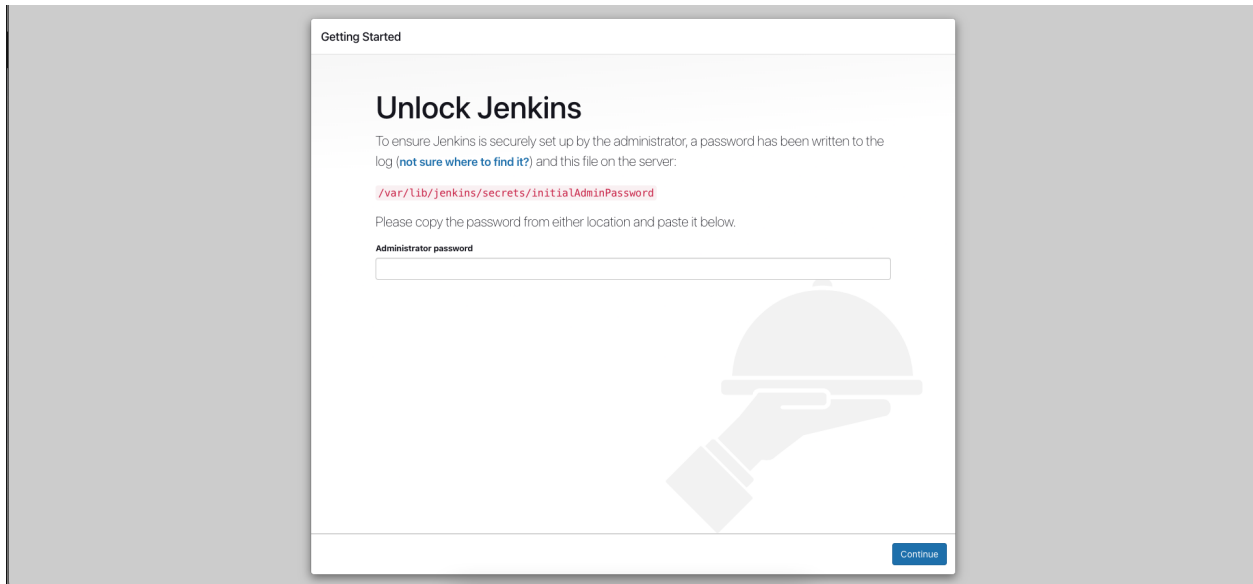 Getting Started
Unlock Jenkins
To ensure Jenkins is securely set up by the administrator, a password has been written to the
log (not sure where to find it?) and this file on the server:
/var/lib/jenkins/secrets/initialAdminPassword
Please copy the password from either location and paste it below.
Administrator password
Continue